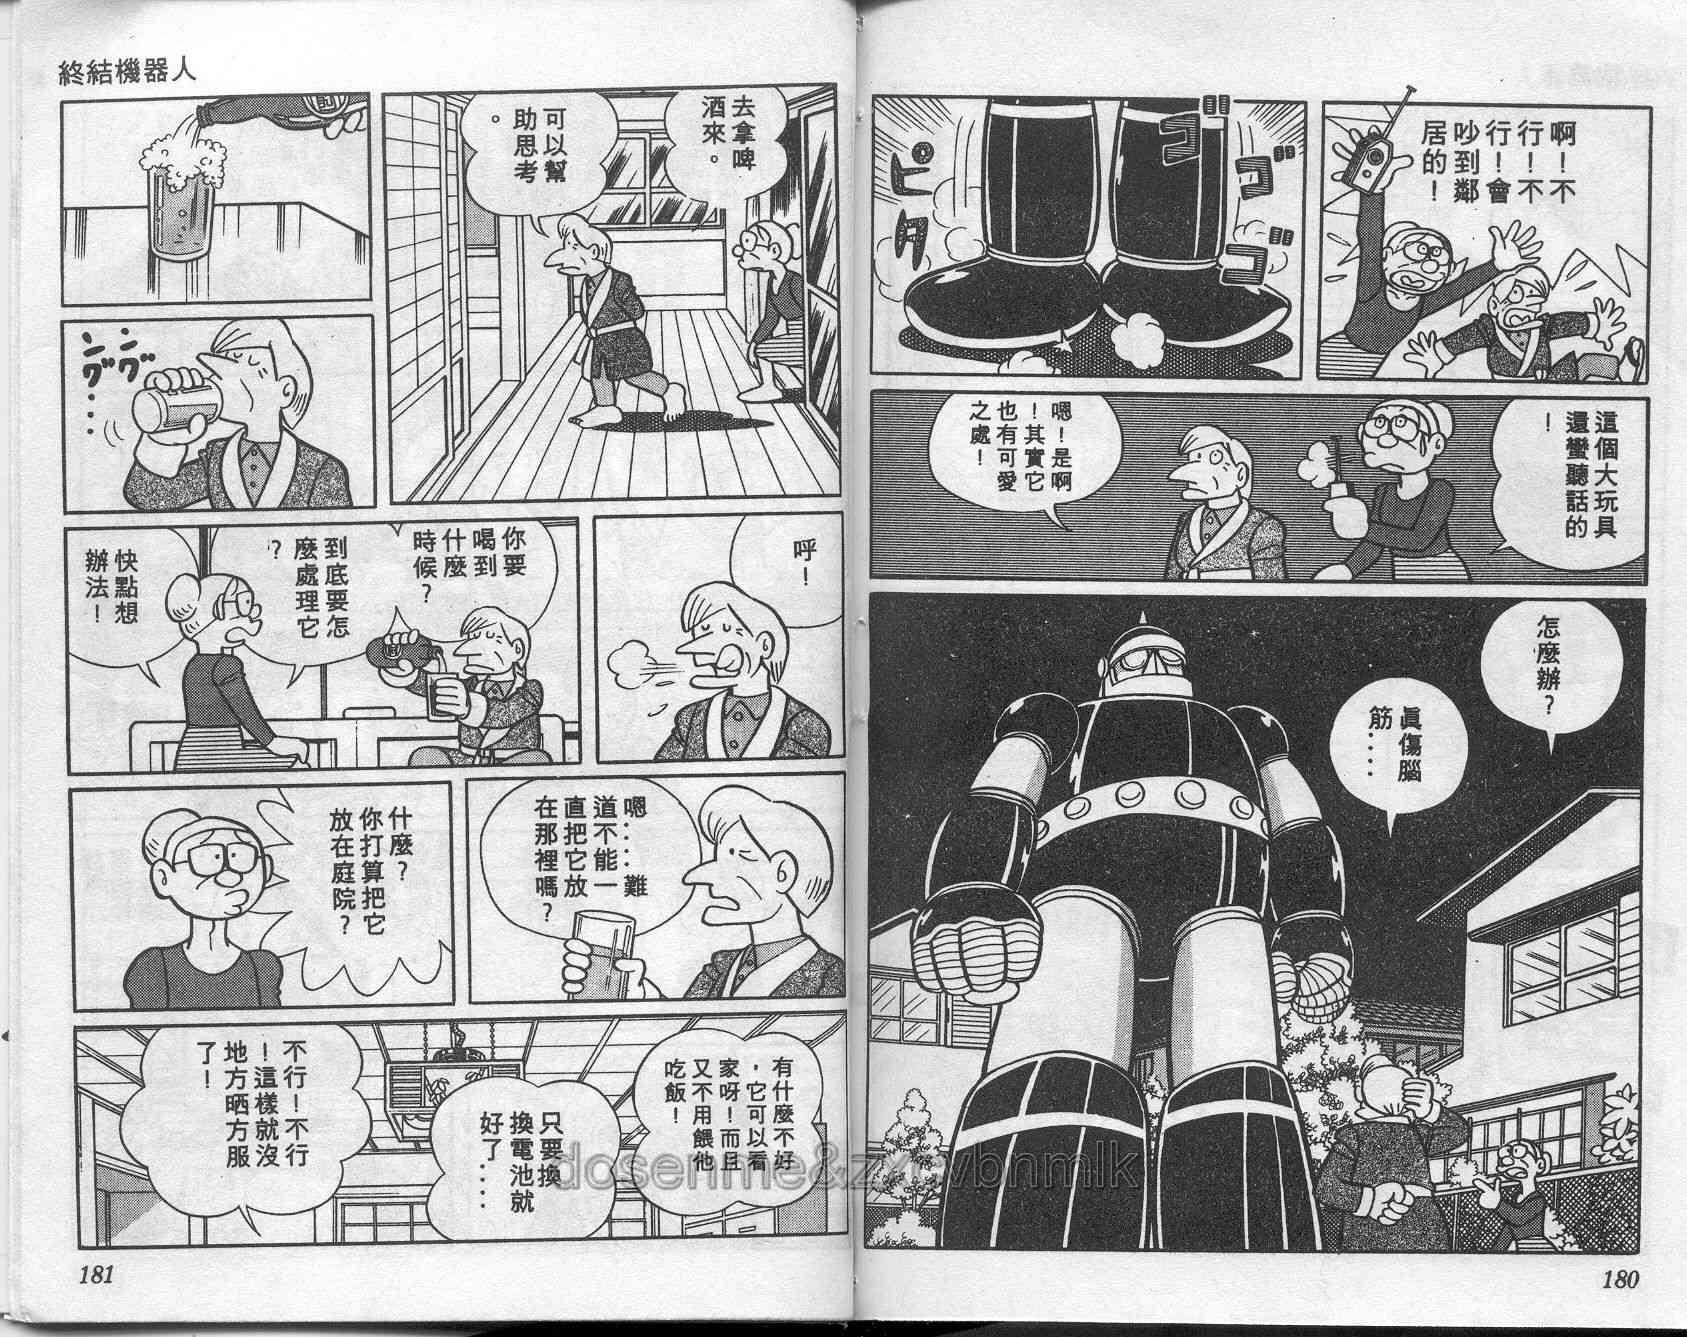 啊！不
行！不
行！會
吵到鄰
居的！
ピタ
ゴゴゴゴ
這個大玩具
還蠻聽話的
！
嗯！是啊
！其實它
也有可愛
之處！
怎麼辦？
真傷腦
筋……
180
終結機器人
去拿啤
酒來。
可以幫
助思考
。
ングング……
呼！
你要
喝到
什麼
時候？
到底要怎
麼處理它
？
快點想
辦法！
嗯……難
道不能一
直把它放
在那裡嗎？
什麼？
你打算把它
放在庭院？
有什麼不好
，它可以看
家呀！而且
又不用餵他
吃飯！
只要換
換電池就
好了……
不行！不行
！這樣就沒
地方晒方服
了！
181